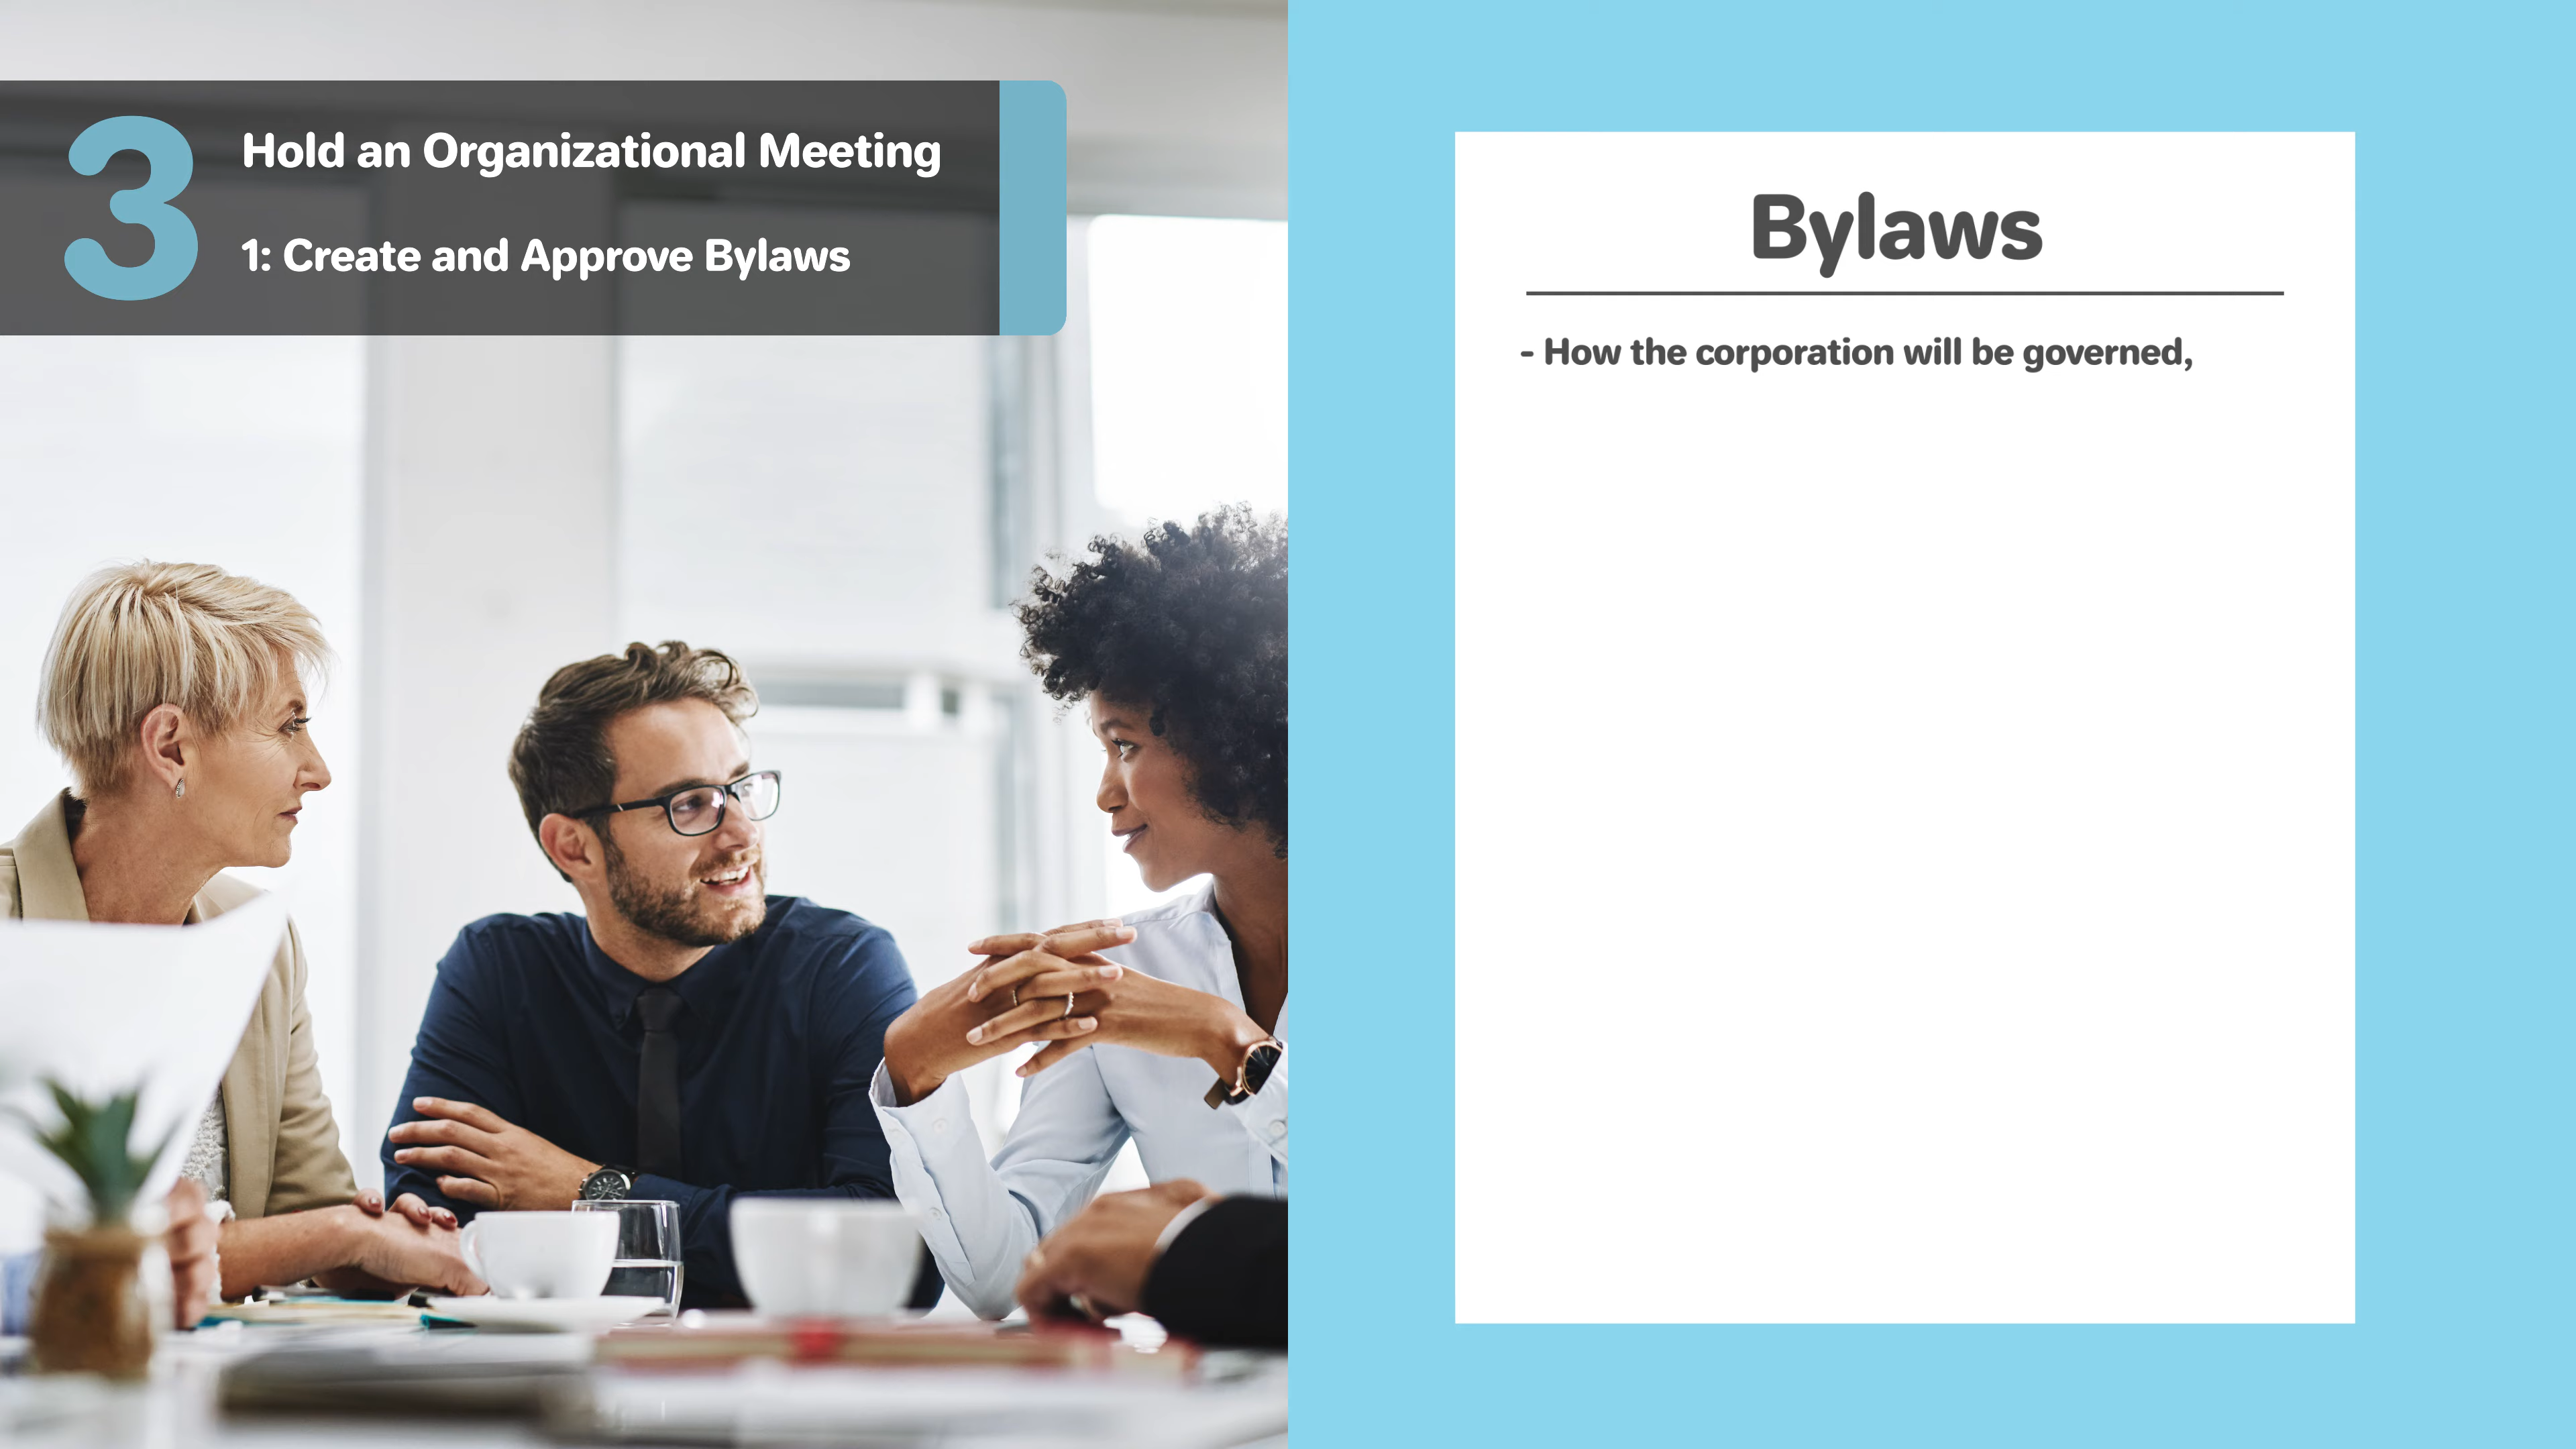 3
Hold an Organizational Meeting
1: Create and Approve Bylaws
Bylaws
- How the corporation will be governed,